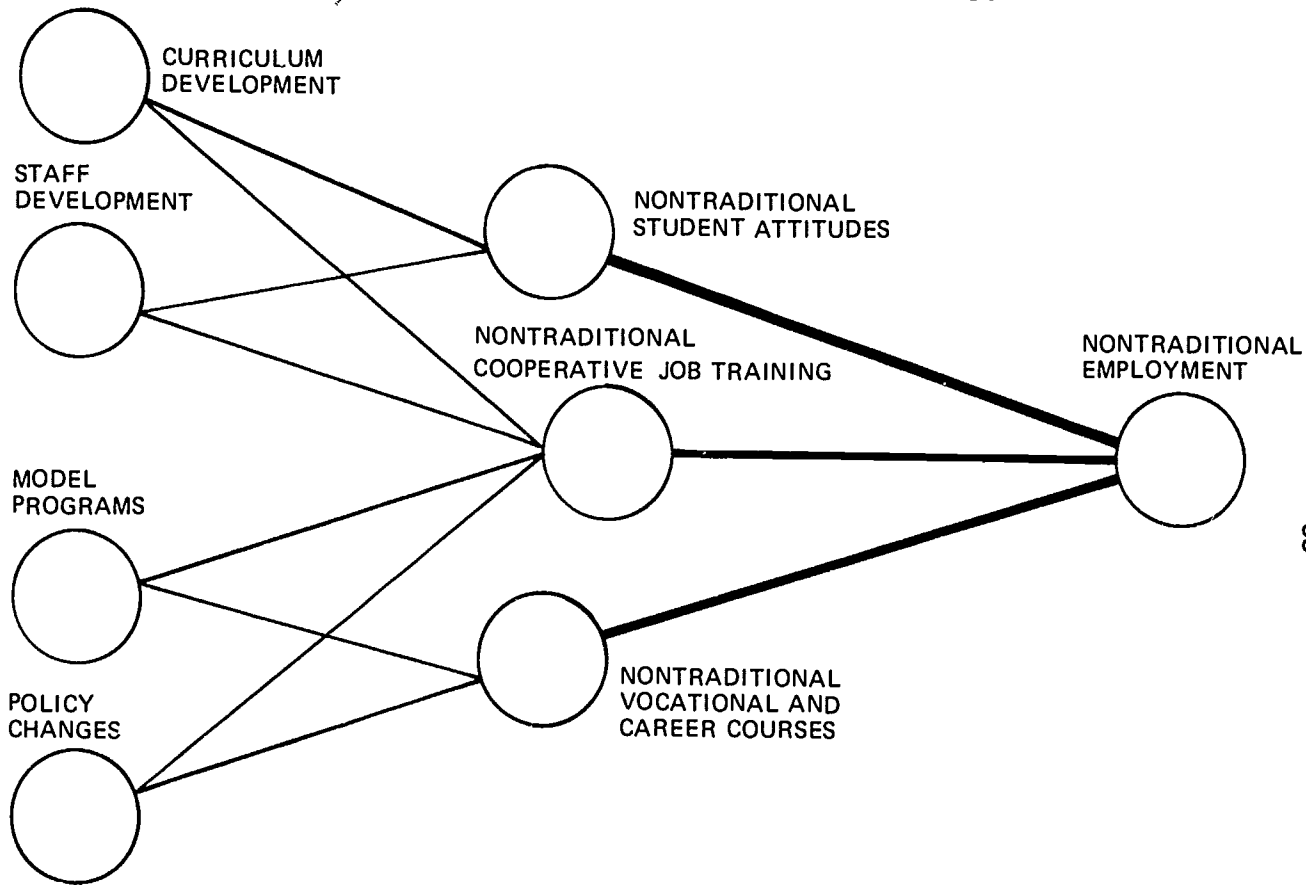 CURRICULUM
DEVELOPMENT
STAFF
DEVELOPMENT
NONTRADITIONAL
STUDENT ATTITUDES
NONTRADITIONAL
COOPERATIVE JOB TRAINING
NONTRADITIONAL
EMPLOYMENT
MODEL
PROGRAMS
NONTRADITIONAL
VOCATIONAL AND
CAREER COURSES
POLICY
CHANGES